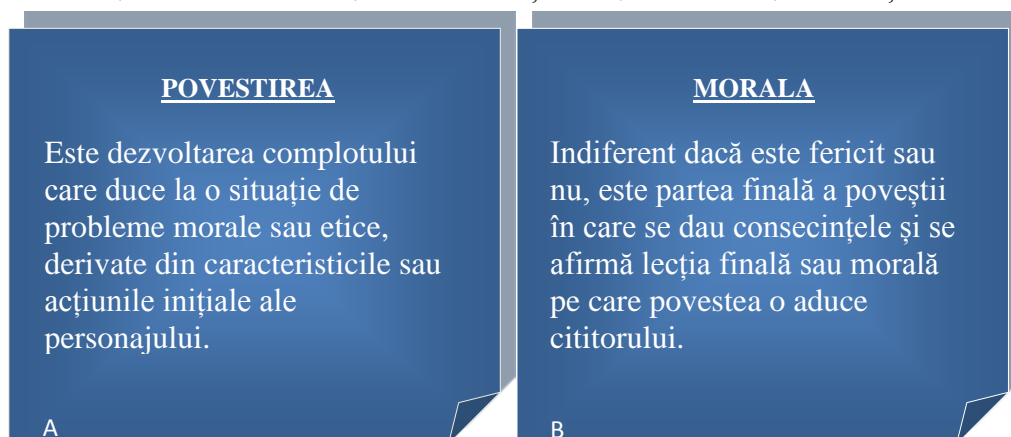 POVESTIREA
Este dezvoltarea complotului
care duce la o situație de
probleme morale sau etice,
derivate din caracteristicile sau
acțiunile inițiale ale
personajului.
A
MORALA
Indiferent dacă este fericit sau
nu, este partea finală a poveștii
în care se dau consecințele și se
afirmă lecția finală sau morală
pe care povestea o aduce
cititorului.
B